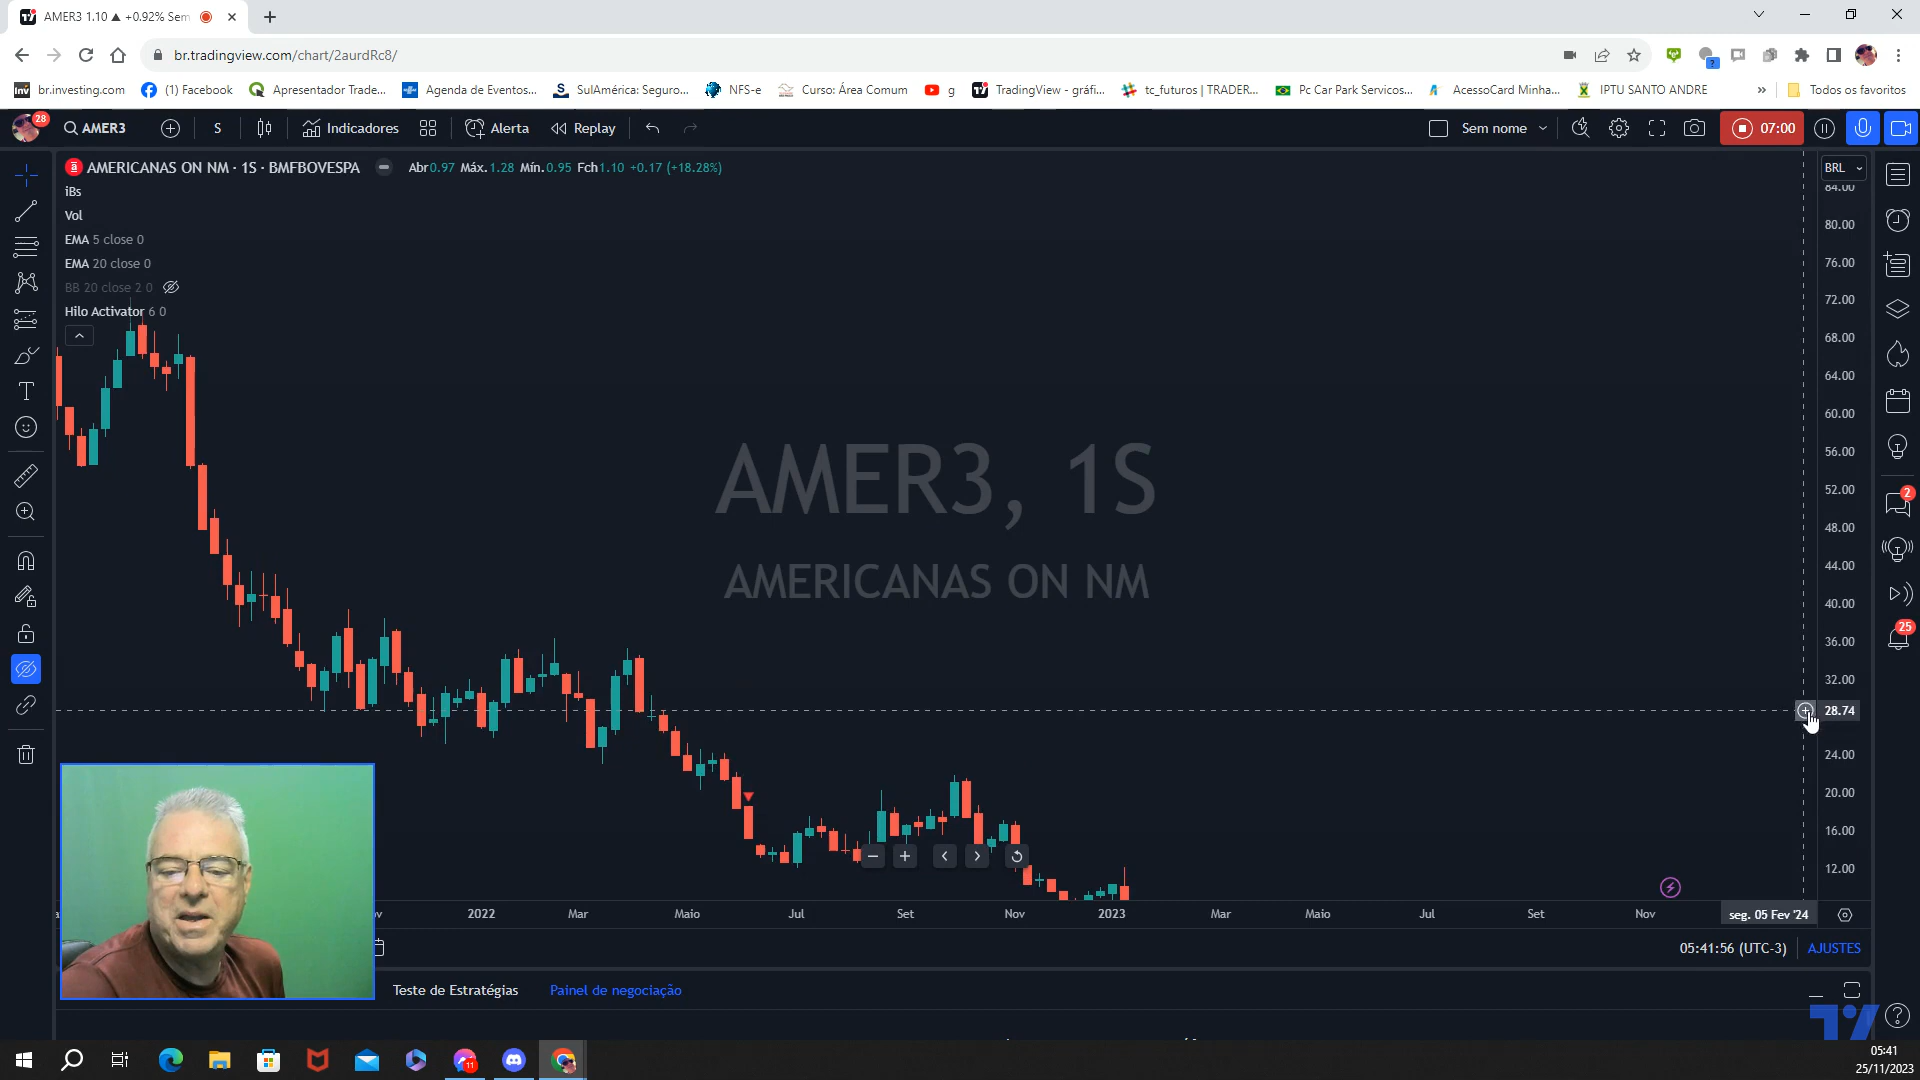 AMER3 1.10 ▲ +0.92% Sem
br.tradingview.com/chart/2aurdRc8/
br.investing.com
(1) Facebook
Apresentador Trade...
Agenda de Eventos...
SulAmérica: Seguro...
NFS-e
Curso: Área Comum
g
TradingView - gráfi...
tc_futuros | TRADER...
Pc Car Park Servicos...
AcessoCard Minha...
IPTU SANTO ANDRE
»
Todos os favoritos
28
AMER3
S
Indicadores
Alerta
Replay
Sem nome
07:00
AMERICANAS ON NM · 1S · BMFBOVESPA
Abr0.97 Máx.1.28 Mín.0.95 Fch1.10 +0.17 (+18.28%)
BRL
iBs
Vol
EMA 5 close 0
EMA 20 close 0
BB 20 close 2 0
Hilo Activator 6 0
84.00
80.00
76.00
72.00
68.00
64.00
60.00
56.00
52.00
48.00
44.00
40.00
36.00
32.00
28.74
24.00
20.00
16.00
12.00
AMER3, 1S
AMERICANAS ON NM
2
25
2022
Mar
Maio
Jul
Set
Nov
2023
Mar
Maio
Jul
Set
Nov
seg. 05 Fev '24
05:41:56 (UTC-3)
AJUSTES
Teste de Estratégias
Painel de negociação
11
05:41
25/11/2023